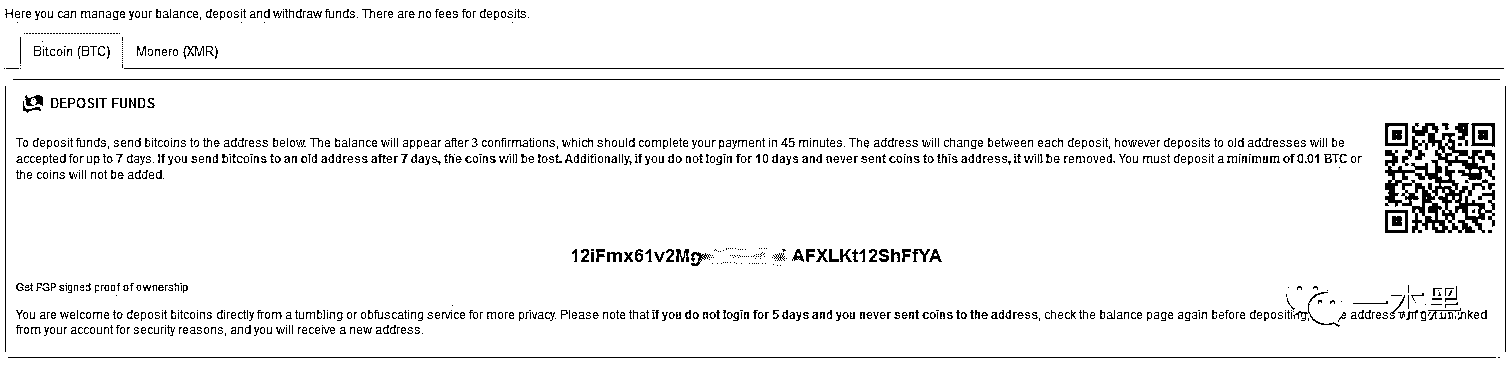 Here you can manage your balance, deposit and withdraw funds. There are no fees for deposits.
Bitcoin (BTC) Monero (XMR)
DEPOSIT FUNDS
To deposit funds, send bitcoins to the address below. The balance will appear after 3 confirmations, which should complete your payment in 45 minutes. The address will change between each deposit, however deposits to old addresses will be
accepted for up to 7 days. If you send bitcoins to an old address after 7 days, the coins will be lost. Additionally, if you do not login for 10 days and never sent coins to this address, it will be removed. You must deposit a minimum of 0.01 BTC or
the coins will not be added.
12iFmx61v2Mg AFXLKt12ShFfYA
Get PGP signed proof of ownership
You are welcome to deposit bitcoins directly from a tumbling or obfuscating service for more privacy. Please note that if you do not login for 5 days and you never sent coins to the address, check the balance page again before depositing, address will get unlinked
from your account for security reasons, and you will receive a new address.
一木黑